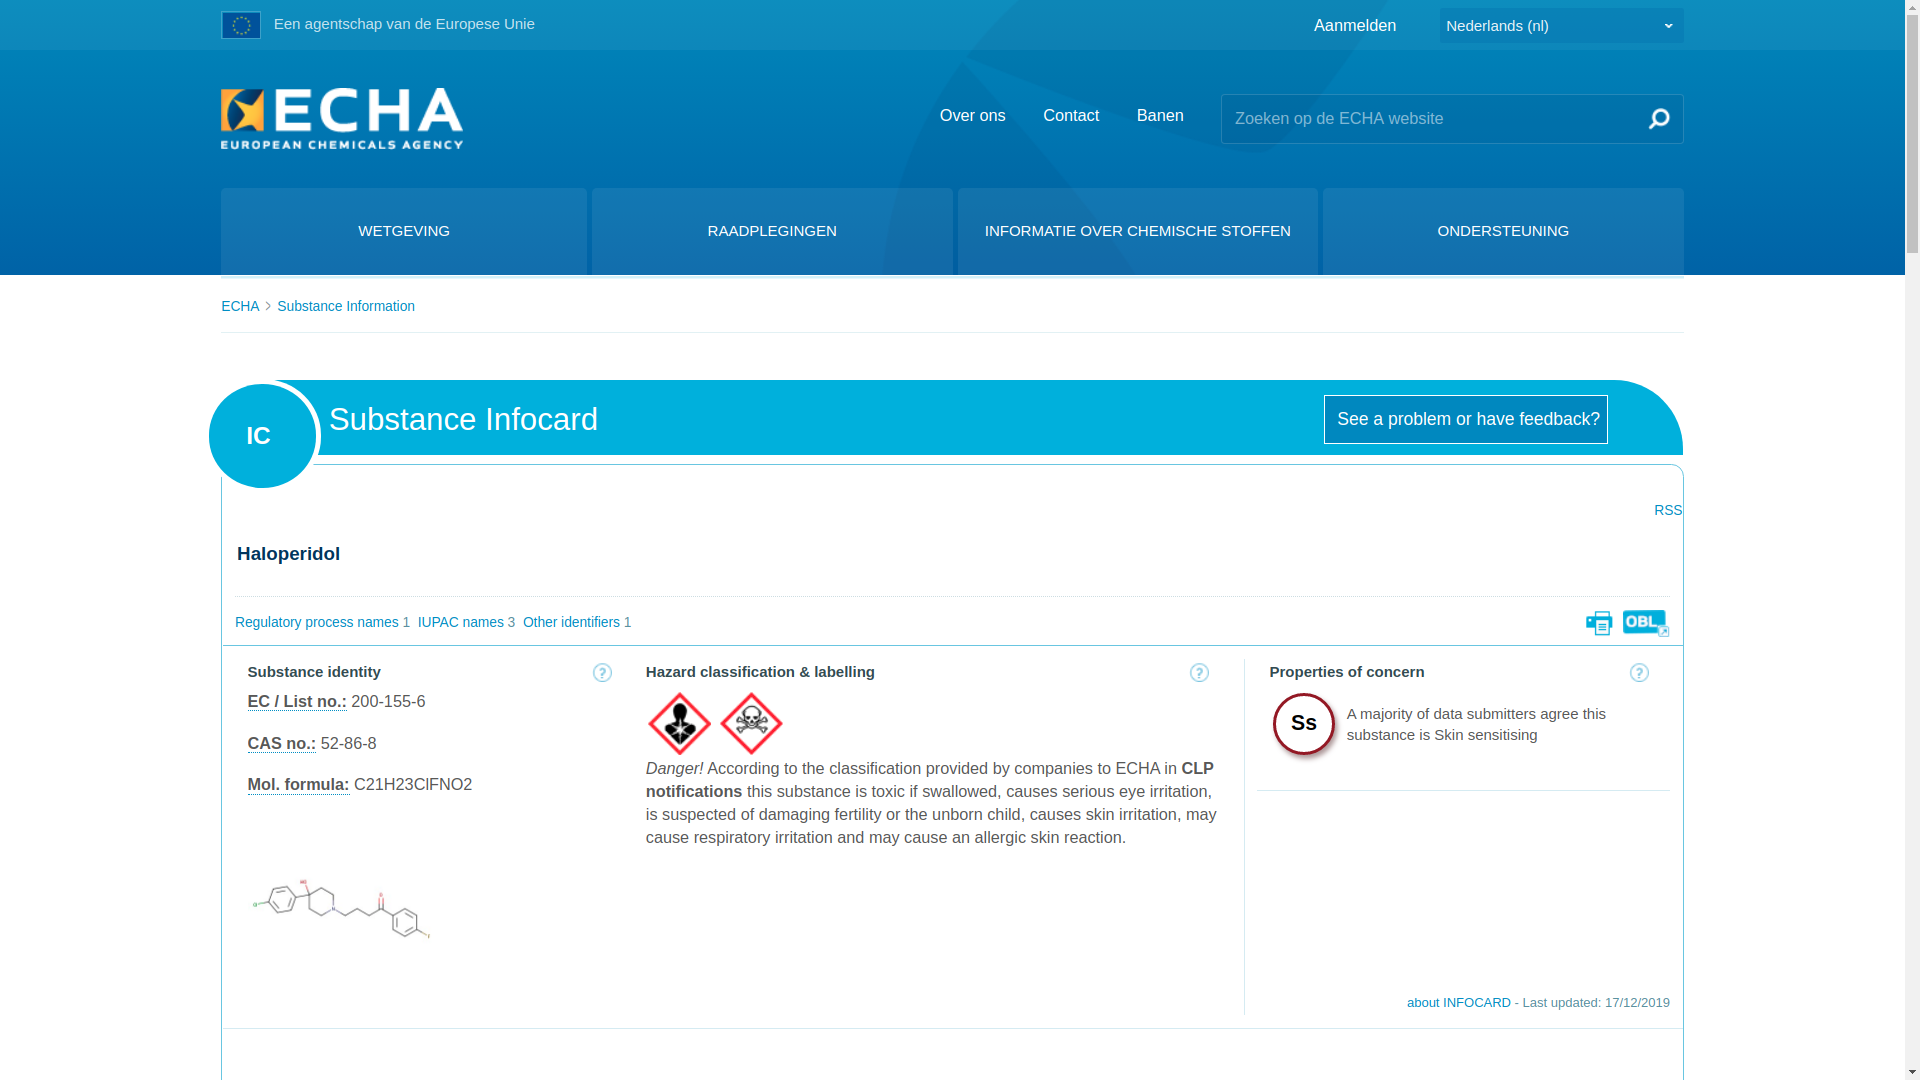 Een agentschap van de Europese Unie
Aanmelden
Nederlands (nl)
ECHA
EUROPEAN CHEMICALS AGENCY
Over ons
Contact
Banen
Zoeken op de ECHA website
WETGEVING
RAADPLEGINGEN
INFORMATIE OVER CHEMISCHE STOFFEN
ONDERSTEUNING
ECHA > Substance Information
IC
Substance Infocard
See a problem or have feedback?
RSS
Haloperidol
Regulatory process names 1 IUPAC names 3 Other identifiers 1
OBL
Substance identity
?
EC / List no.: 200-155-6
CAS no.: 52-86-8
Mol. formula: C21H23ClFNO2
Hazard classification & labelling
?
Danger! According to the classification provided by companies to ECHA in CLP
notifications this substance is toxic if swallowed, causes serious eye irritation,
is suspected of damaging fertility or the unborn child, causes skin irritation, may
cause respiratory irritation and may cause an allergic skin reaction.
Properties of concern
?
Ss
A majority of data submitters agree this
substance is Skin sensitising
about INFOCARD - Last updated: 17/12/2019